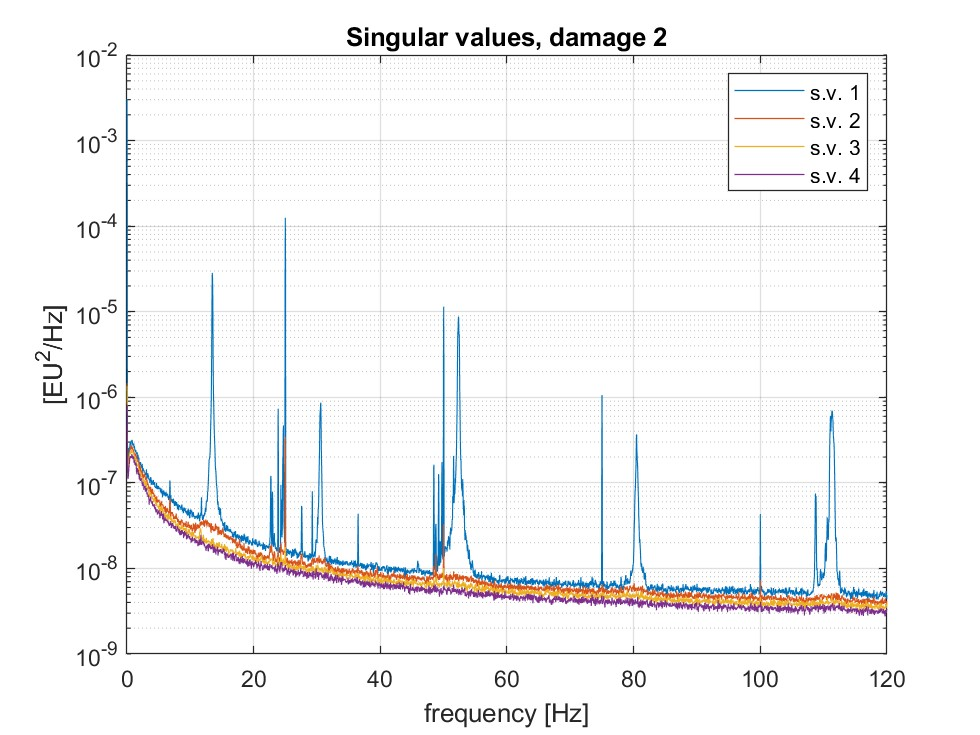 Singular values, damage 2
10^-2
10^-3
10^-4
10^-5
10^-6
10^-7
10^-8
10^-9
[EU^2/Hz]
s.v. 1
s.v. 2
s.v. 3
s.v. 4
0 20 40 60 80 100 120
frequency [Hz]